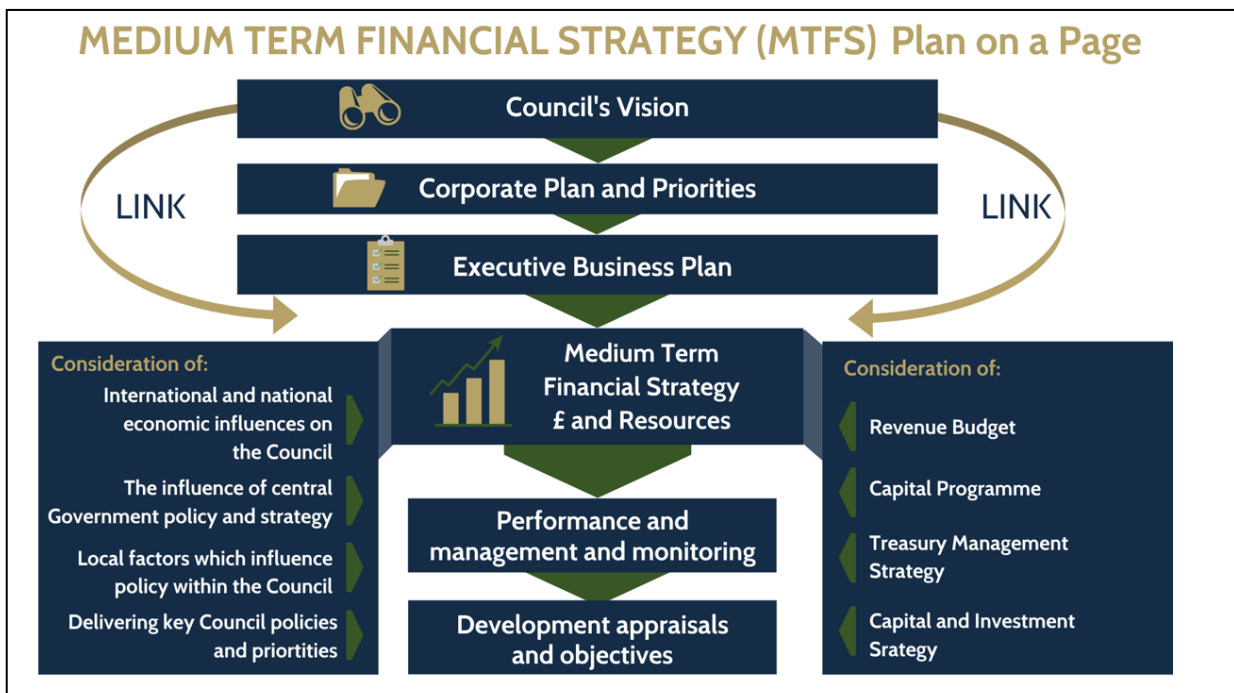 MEDIUM TERM FINANCIAL STRATEGY (MTFS) Plan on a Page
Council's Vision
Corporate Plan and Priorities
LINK
LINK
Executive Business Plan
Consideration of:
International and national
economic influences on
the Council
The influence of central
Government policy and strategy
Local factors which influence
policy within the Council
Delivering key Council policies
and priortities
Medium Term
Financial Strategy
£ and Resources
Performance and
management and monitoring
Development appraisals
and objectives
Consideration of:
Revenue Budget
Capital Programme
Treasury Management
Strategy
Capital and Investment
Srategy